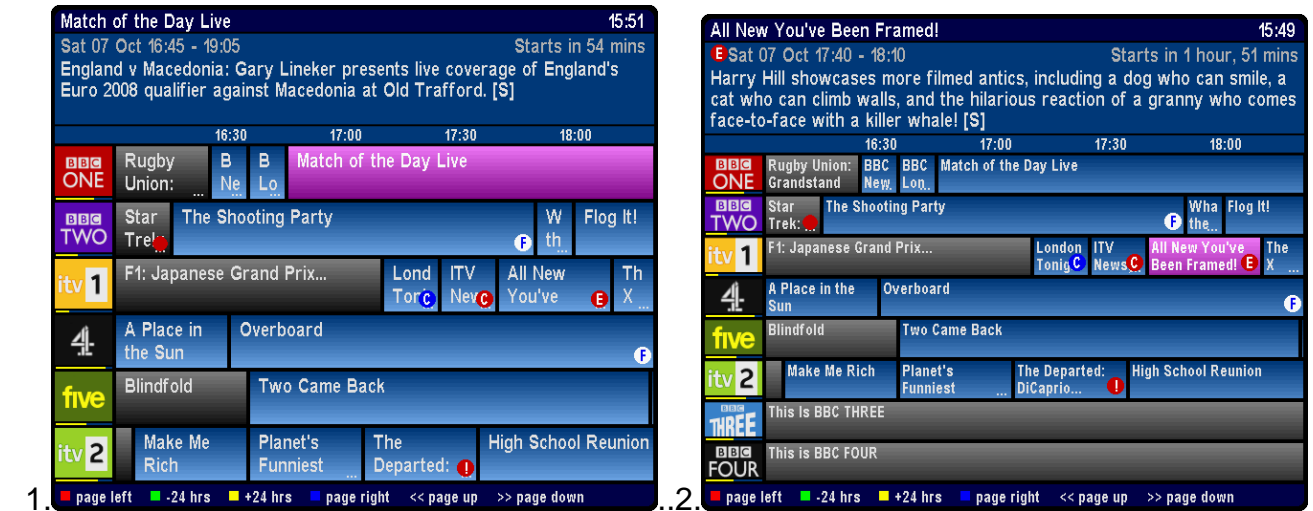 Match of the Day Live 15:51
Sat 07 Oct 16:45 - 19:05 Starts in 54 mins
England v Macedonia: Gary Lineker presents live coverage of England's
Euro 2008 qualifier against Macedonia at Old Trafford. [S]
16:30 17:00 17:30 18:00
BBC ONE Rugby Union: ... B Ne... B Lo... Match of the Day Live
BBC TWO Star Trek: The Shooting Party F W th... Flog It!
itv 1 F1: Japanese Grand Prix... Lond Toni C ITV New C All New You've E Th X ...
4 A Place in the Sun Overboard F
five Blindfold Two Came Back
itv 2 Make Me Rich Planet's Funniest ... The Departed: ! High School Reunion
page left -24 hrs +24 hrs page right << page up >> page down
1.
All New You've Been Framed! 15:49
E Sat 07 Oct 17:40 - 18:10 Starts in 1 hour, 51 mins
Harry Hill showcases more filmed antics, including a dog who can smile, a
cat who can climb walls, and the hilarious reaction of a granny who comes
face-to-face with a killer whale! [S]
16:30 17:00 17:30 18:00
BBC ONE Rugby Union: Grandstand BBC New.. BBC Lon.. Match of the Day Live
BBC TWO Star Trek: The Shooting Party F Wha the... Flog It!
itv 1 F1: Japanese Grand Prix... London Tonig C ITV News C All New You've Been Framed! E The X ...
4 A Place in the Sun Overboard F
five Blindfold Two Came Back
itv 2 Make Me Rich Planet's Funniest ... The Departed: DiCaprio... ! High School Reunion
BBC THREE This Is BBC THREE
BBC FOUR This is BBC FOUR
page left -24 hrs +24 hrs page right << page up >> page down
..2.